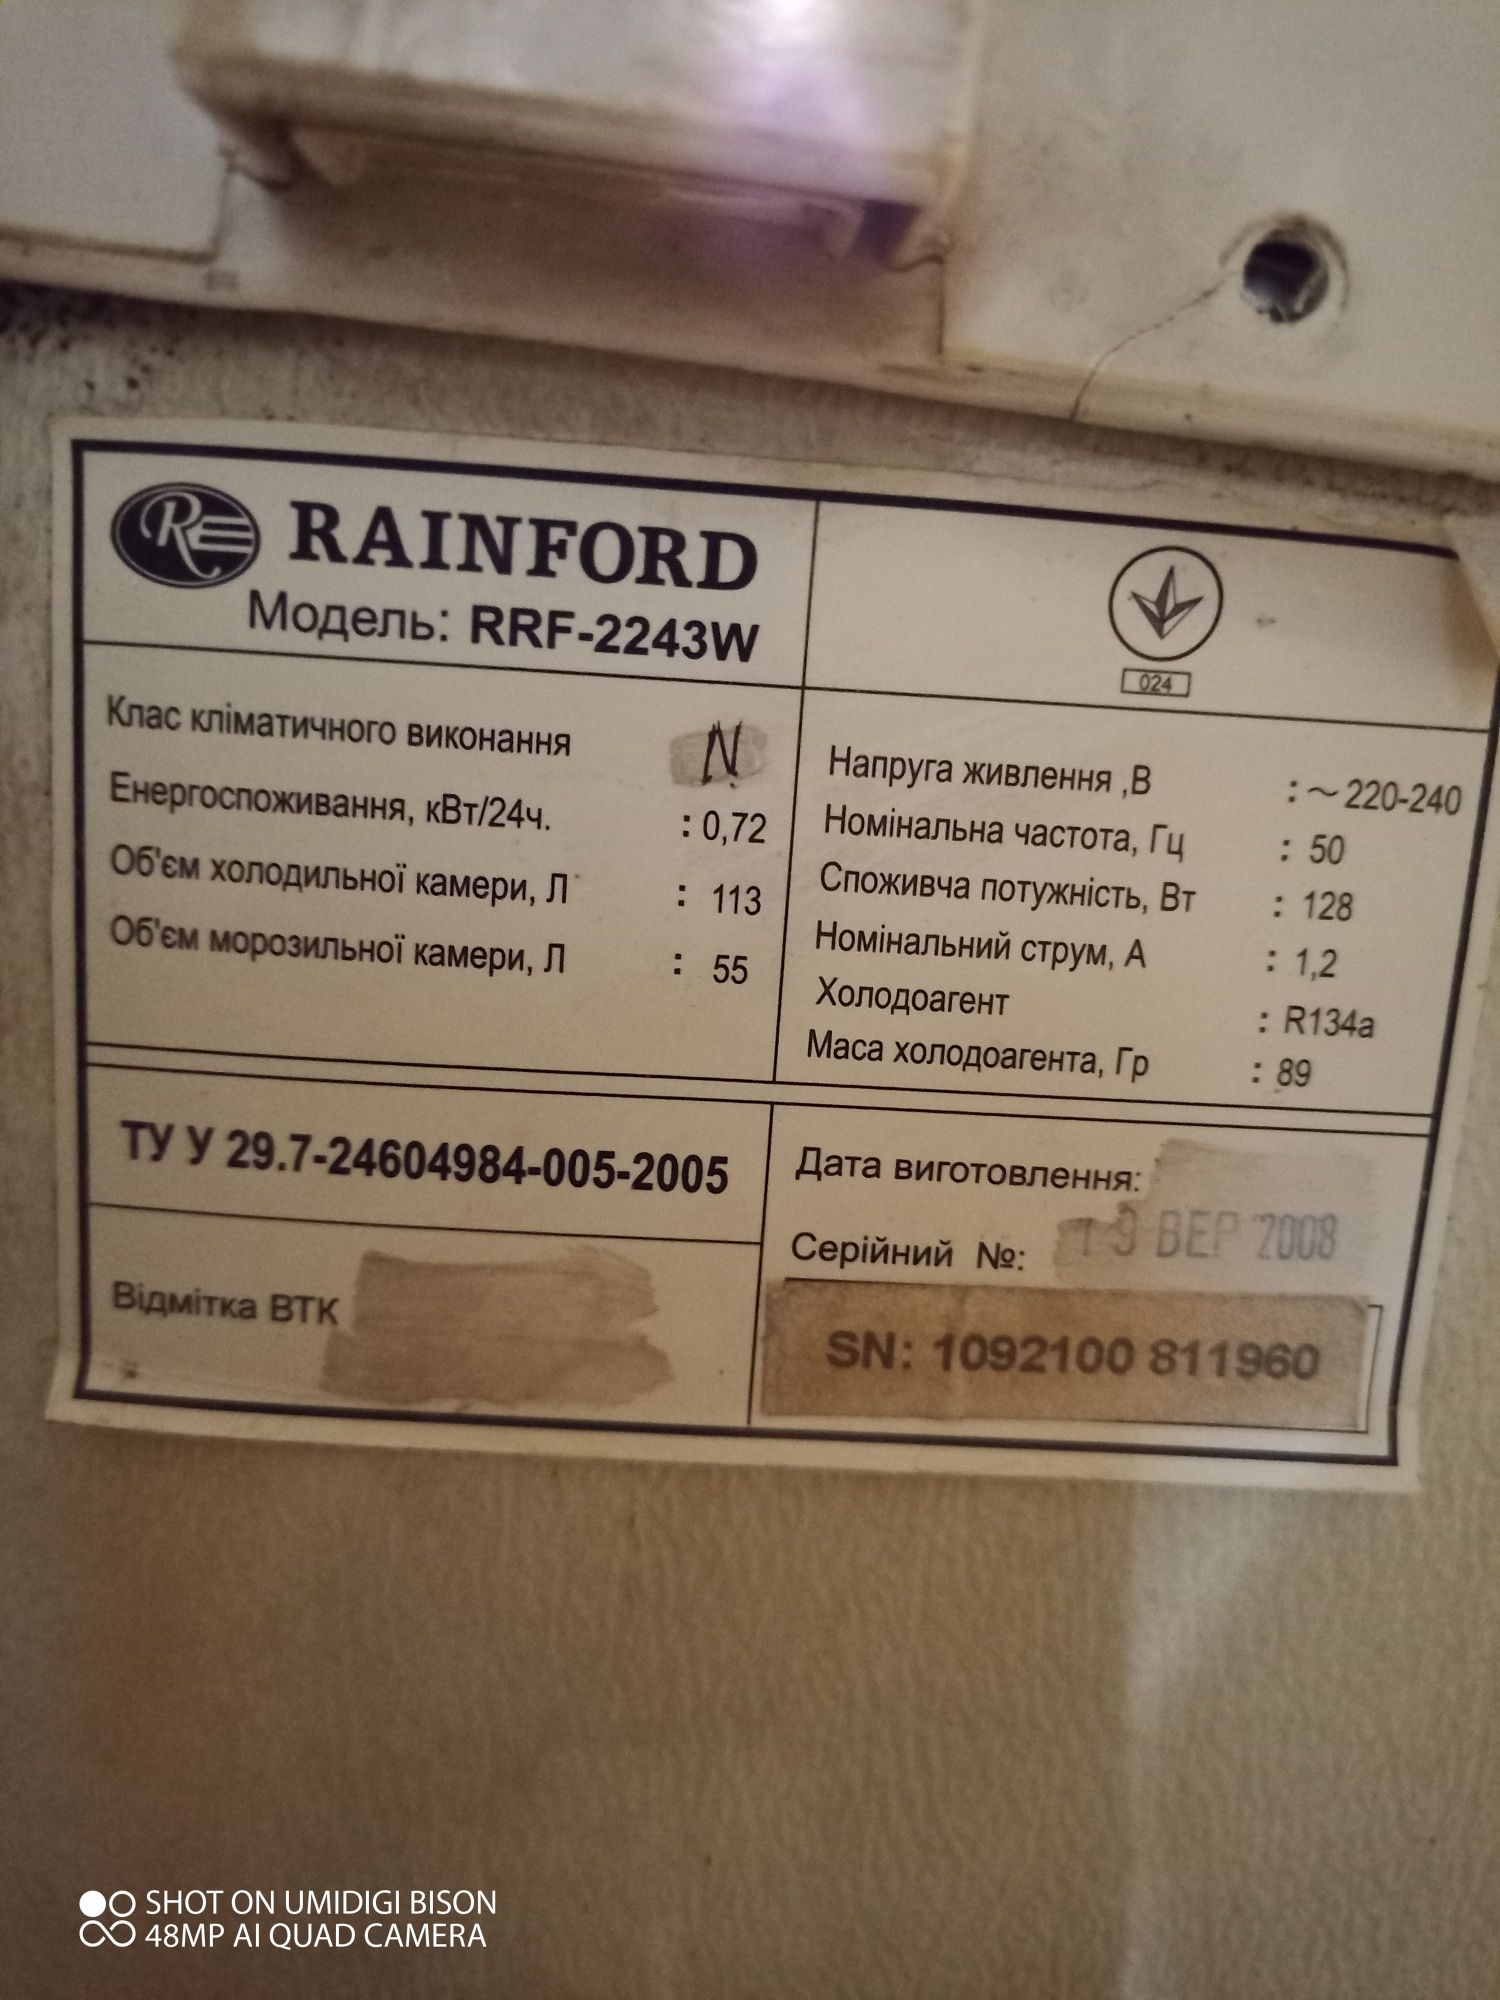 RE RAINFORD
Модель: RRF-2243W
024
Клас кліматичного виконання N
Енергоспоживання, кВт/24ч. : 0,72
Об'єм холодильної камери, Л : 113
Об'єм морозильної камери, Л : 55
Напруга живлення ,В : ~ 220-240
Номінальна частота, Гц : 50
Споживча потужність, Вт : 128
Номінальний струм, А : 1,2
Холодоагент : R134a
Маса холодоагента, Гр : 89
ТУ У 29.7-24604984-005-2005
Відмітка ВТК
Дата виготовлення:
19 ВЕР 2008
Серійний №:
SN: 1092100 811960
SHOT ON UMIDIGI BISON
48MP AI QUAD CAMERA